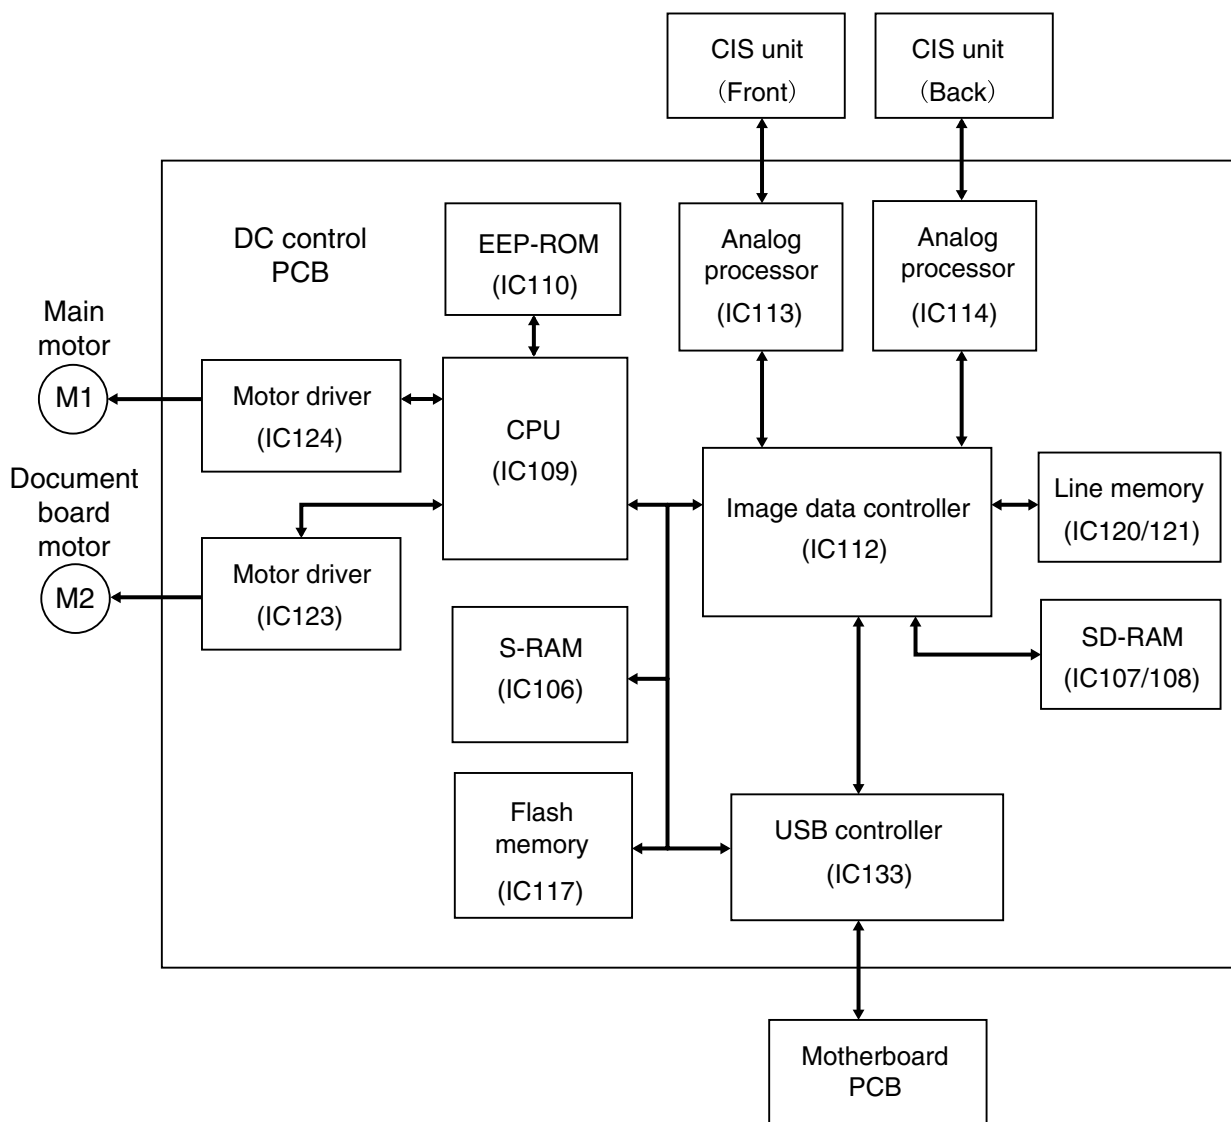 CIS unit
（Front）
CIS unit
（Back）
DC control
PCB
EEP-ROM
(IC110)
Analog
processor
(IC113)
Analog
processor
(IC114)
Main
motor
M1
Motor driver
(IC124)
CPU
(IC109)
Document
board
motor
M2
Motor driver
(IC123)
Image data controller
(IC112)
Line memory
(IC120/121)
S-RAM
(IC106)
SD-RAM
(IC107/108)
Flash
memory
(IC117)
USB controller
(IC133)
Motherboard
PCB